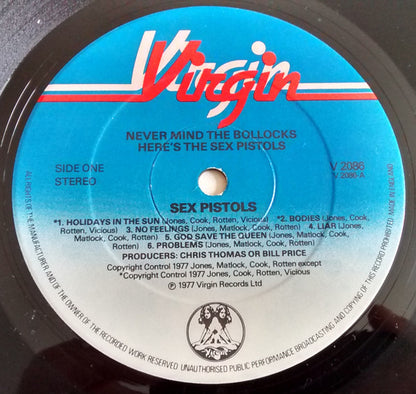 Virgin
NEVER MIND THE BOLLOCKS
HERE'S THE SEX PISTOLS
SIDE ONE
STEREO
V 2086
V 2086-A
SEX PISTOLS
*1. HOLIDAYS IN THE SUN (Jones, Cook, Rotten, Vicious) *2. BODIES (Jones, Cook,
Rotten, Vicious) 3. NO FEELINGS (Jones, Matlock, Cook, Rotten) 4. LIAR (Jones,
Matlock, Cook, Rotten) 5. GOD SAVE THE QUEEN (Jones, Matlock, Cook, Rotten)
6. PROBLEMS (Jones, Matlock, Cook, Rotten)
PRODUCERS: CHRIS THOMAS OR BILL PRICE
Copyright Control 1977 Jones, Cook, Matlock, Rotten except
*Copyright Control 1977 Jones, Cook, Rotten, Vicious
℗ 1977 Virgin Records Ltd
Virgin
ALL RIGHTS OF THE MANUFACTURER AND OF THE OWNER OF THE RECORDED WORK RESERVED. UNAUTHORISED PUBLIC PERFORMANCE BROADCASTING AND COPYING OF THIS RECORD PROHIBITED. MADE IN ENGLAND